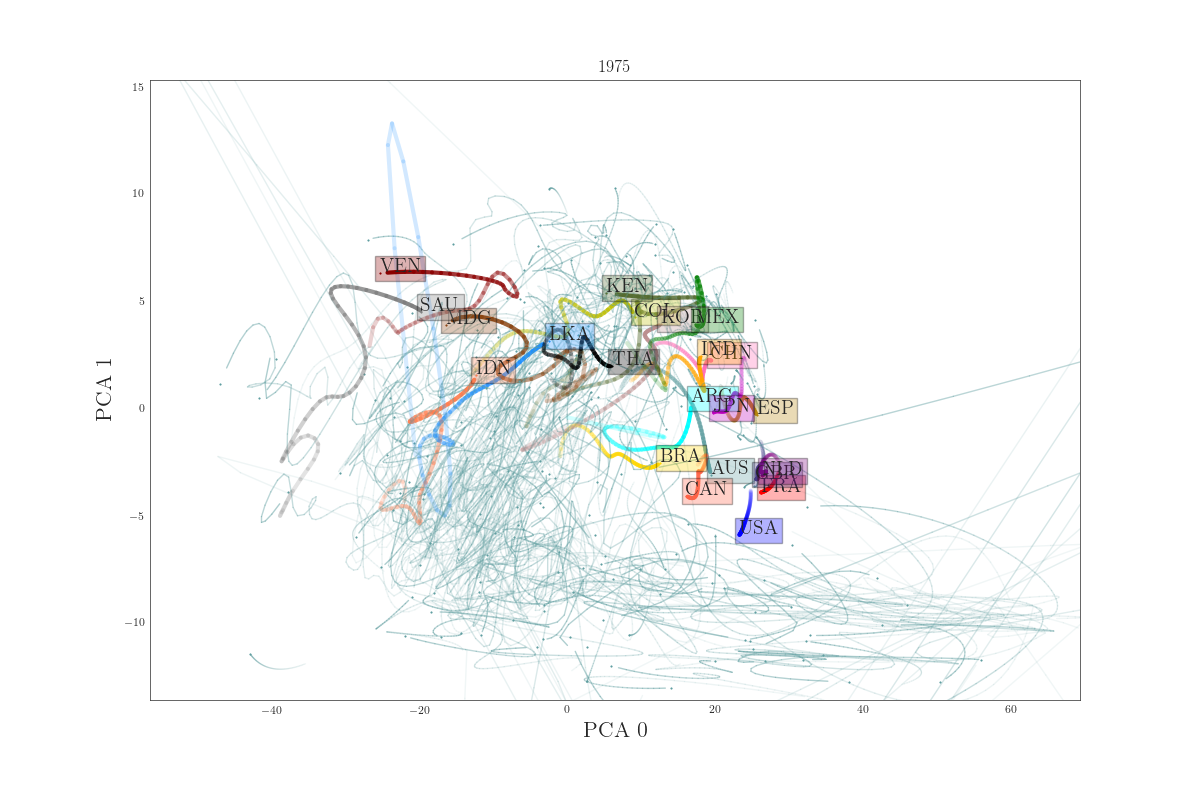 1975
15
10
5
0
−5
−10
PCA 1
VEN
KEN
SAU
COL
MDG
KOR
MEX
LKA
IND
CHN
THA
IDN
ARG
JPN
ESP
BRA
AUS
NLD
CAN
FRA
USA
−40
−20
0
20
40
60
PCA 0